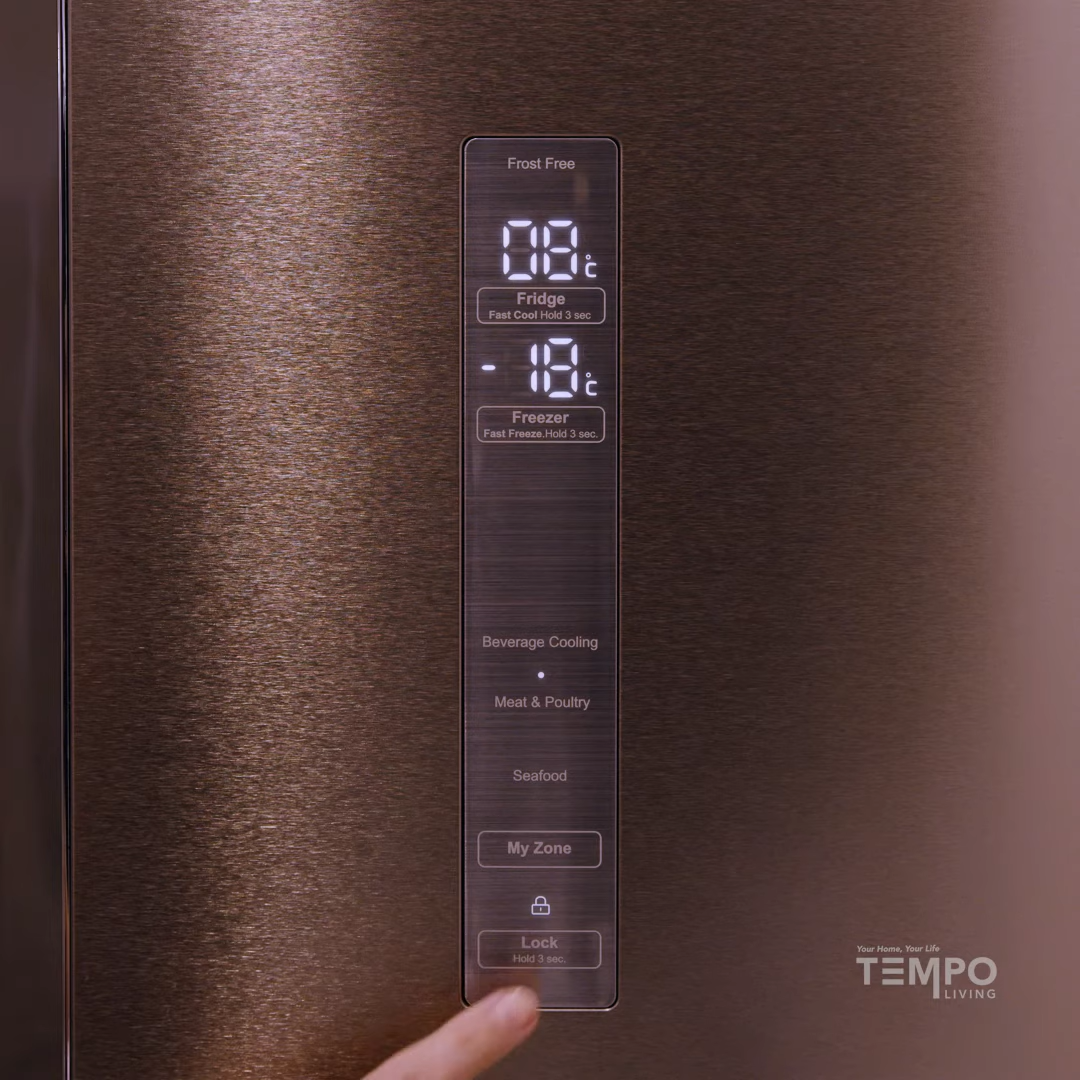 Frost Free
08°C
Fridge
Fast Cool Hold 3 sec
-18°C
Freezer
Fast Freeze.Hold 3 sec.
Beverage Cooling
Meat & Poultry
Seafood
My Zone
Lock
Hold 3 sec.
Your Home, Your Life
TEMPO
LIVING